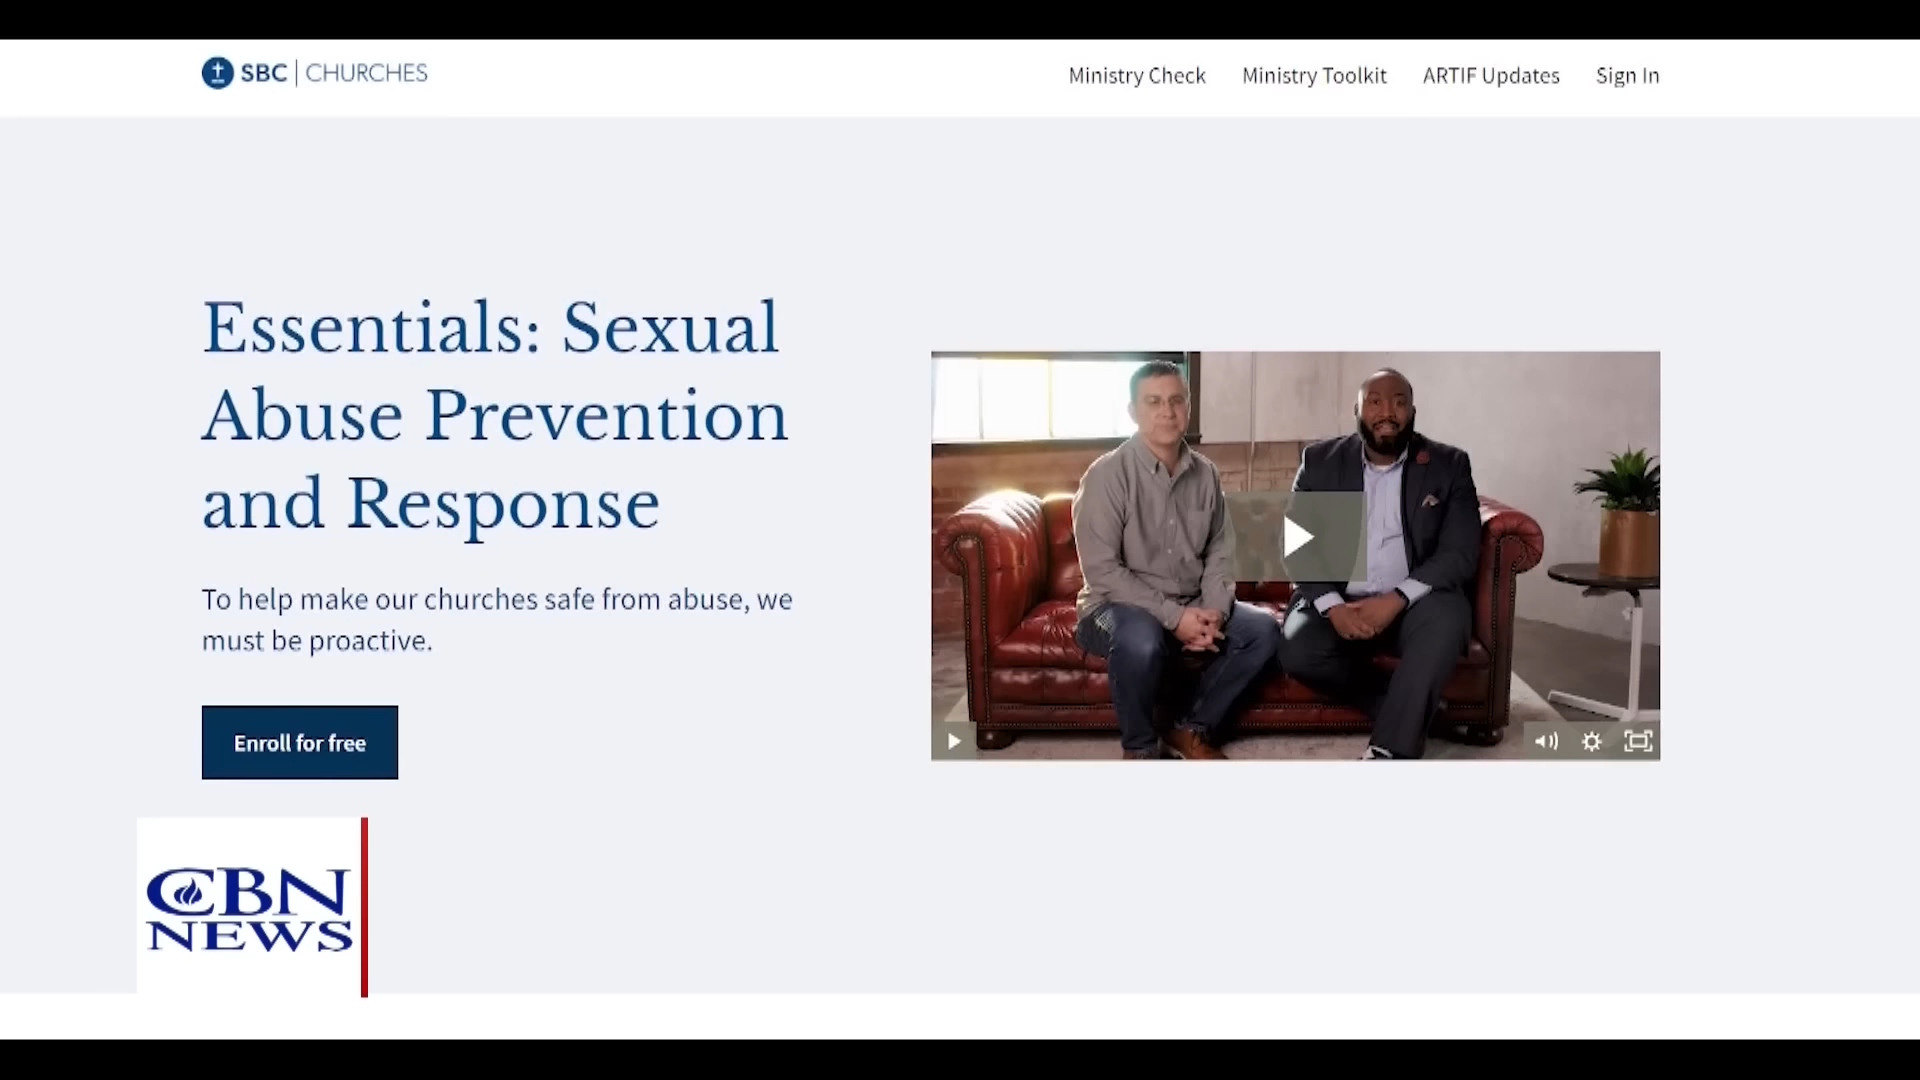 SBC | CHURCHES
Ministry Check
Ministry Toolkit
ARTIF Updates
Sign In
Essentials: Sexual
Abuse Prevention
and Response
To help make our churches safe from abuse, we
must be proactive.
Enroll for free
CBN
NEWS